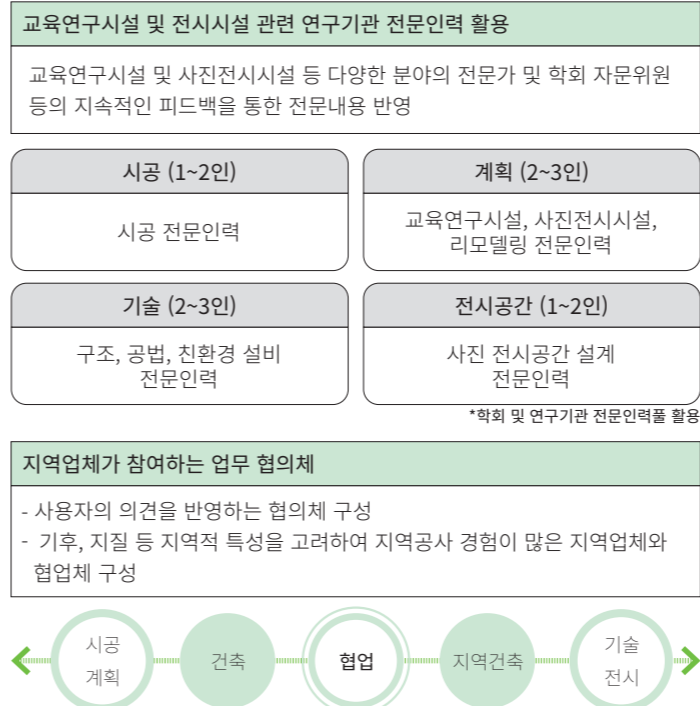 교육연구시설 및 전시시설 관련 연구기관 전문인력 활용
교육연구시설 및 사진전시시설 등 다양한 분야의 전문가 및 학회 자문위원
등의 지속적인 피드백을 통한 전문내용 반영
시공 (1~2인)
시공 전문인력
계획 (2~3인)
교육연구시설, 사진전시시설,
리모델링 전문인력
기술 (2~3인)
구조, 공법, 친환경 설비
전문인력
전시공간 (1~2인)
사진 전시공간 설계
전문인력
*학회 및 연구기관 전문인력풀 활용
지역업체가 참여하는 업무 협의체
- 사용자의 의견을 반영하는 협의체 구성
- 기후, 지질 등 지역적 특성을 고려하여 지역공사 경험이 많은 지역업체와
협업체 구성
시공
계획
건축
협업
지역건축
기술
전시